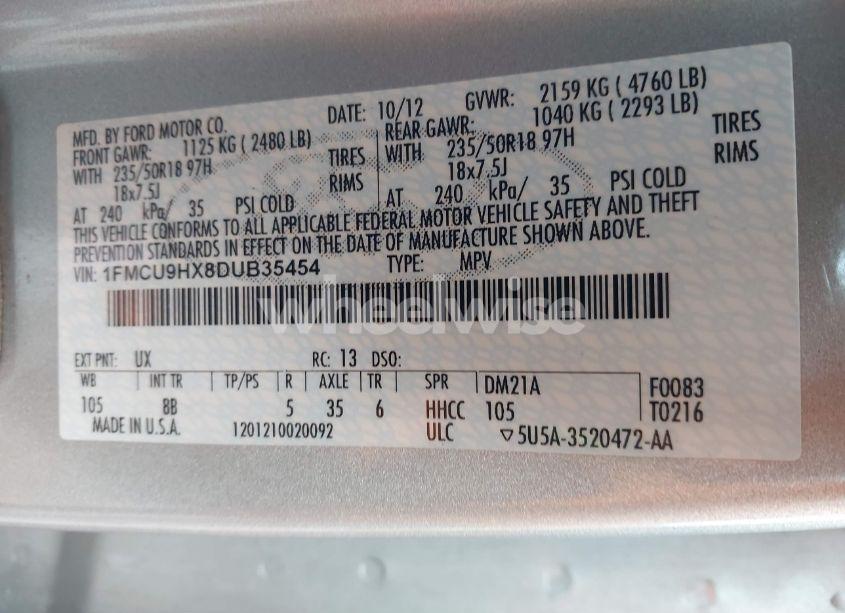 MFD. BY FORD MOTOR CO. DATE: 10/12 GVWR: 2159 KG ( 4760 LB)
FRONT GAWR: 1125 KG ( 2480 LB) REAR GAWR: 1040 KG ( 2293 LB)
WITH 235/50R18 97H TIRES WITH 235/50R18 97H TIRES
18x7.5J RIMS 18x7.5J RIMS
AT 240 kPa/ 35 PSI COLD AT 240 kPa/ 35 PSI COLD
THIS VEHICLE CONFORMS TO ALL APPLICABLE FEDERAL MOTOR VEHICLE SAFETY AND THEFT
PREVENTION STANDARDS IN EFFECT ON THE DATE OF MANUFACTURE SHOWN ABOVE.
VIN: 1FMCU9HX8DUB35454 TYPE: MPV
wheelwise
EXT PNT: UX RC: 13 DSO:
WB INT TR TP/PS R AXLE TR SPR DM21A F0083
105 8B 5 35 6 HHCC 105 T0216
MADE IN U.S.A. 1201210020092 ULC ▽5U5A-3520472-AA